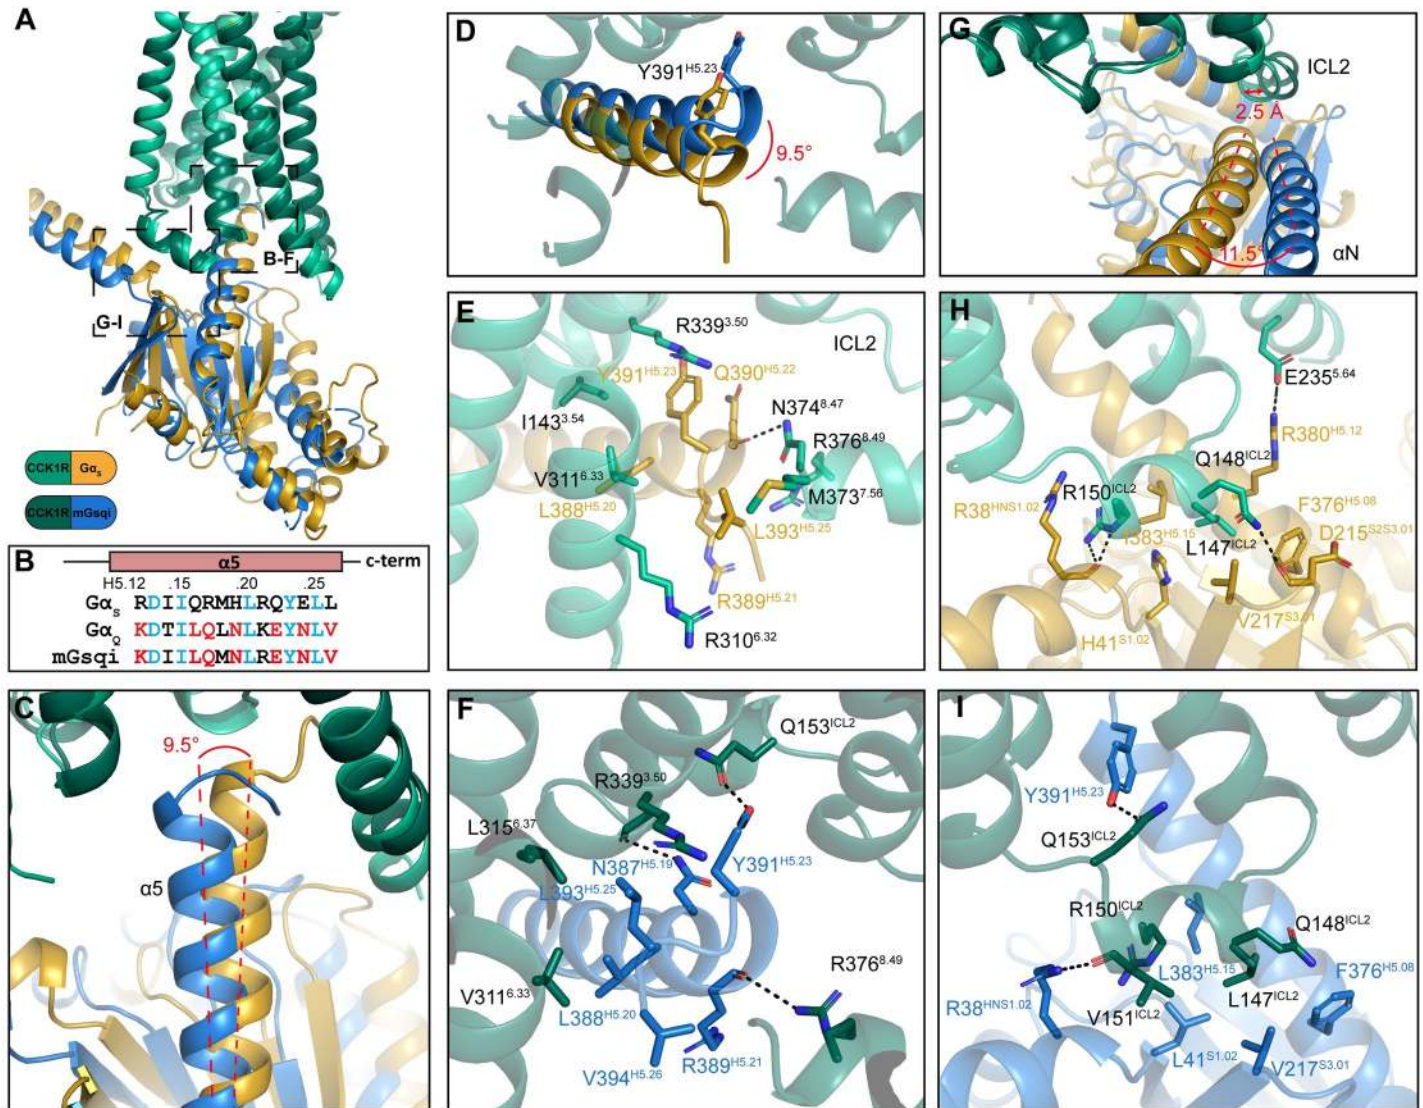 A
B-F
G-I
CCK1R Gαs
CCK1R mGsqi
B
α5
c-term
H5.12 .15 .20 .25
Gαs RDIIQRMHLRQYELL
GαQ KDTILQLNLKEYNLV
mGsqi KDIILQMNLREYNLV
C
9.5°
α5
D
Y391H5.23
9.5°
E
R3393.50
ICL2
Y391H5.23
Q390H5.22
I1433.54
N3748.47
R3768.49
V3116.33
M3737.56
L388H5.20
L393H5.25
R389H5.21
R3106.32
F
Q153ICL2
R3393.50
L3156.37
N387H5.19
Y391H5.23
L393H5.25
R3768.49
V3116.33
L388H5.20
R389H5.21
V394H5.26
G
ICL2
2.5 Å
11.5°
αN
H
E2355.64
R380H5.12
Q148ICL2
R150ICL2
R38HNS1.02
F376H5.08
I383H5.15
D215S2S3.01
L147ICL2
V217S3.01
H41S1.02
I
Y391H5.23
Q153ICL2
R150ICL2
Q148ICL2
L383H5.15
F376H5.08
R38HNS1.02
L147ICL2
V151ICL2
L41S1.02
V217S3.01